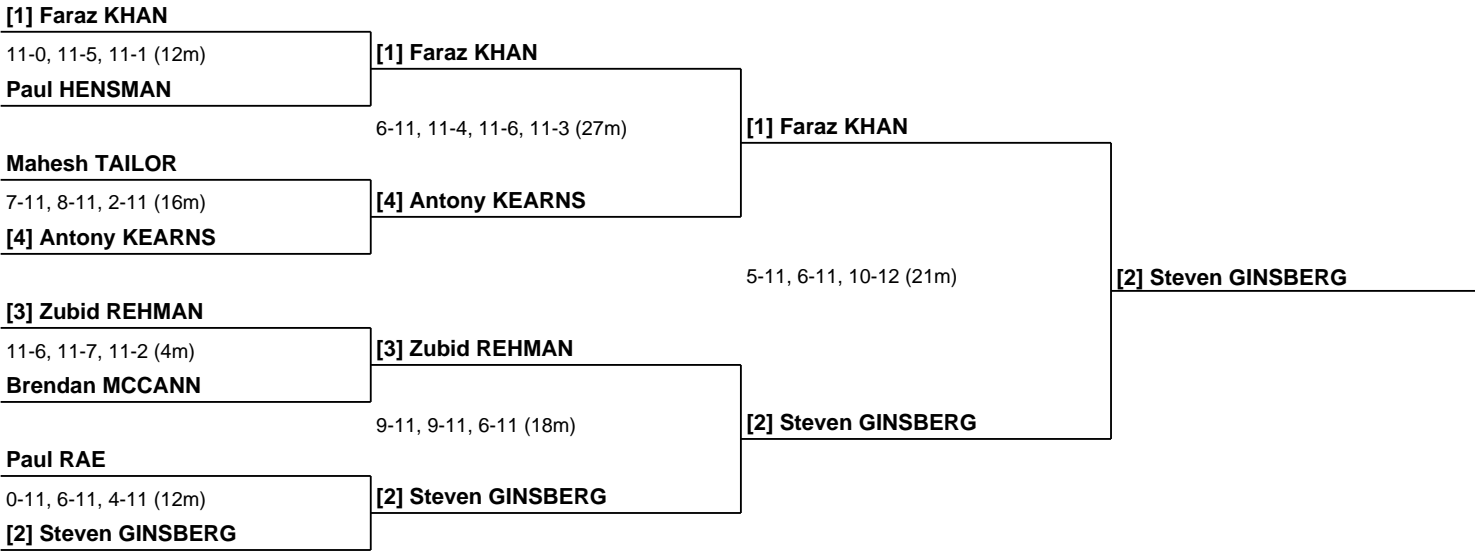 [1] Faraz KHAN
11-0, 11-5, 11-1 (12m)
Paul HENSMAN
Mahesh TAILOR
7-11, 8-11, 2-11 (16m)
[4] Antony KEARNS
[3] Zubid REHMAN
11-6, 11-7, 11-2 (4m)
Brendan MCCANN
Paul RAE
0-11, 6-11, 4-11 (12m)
[2] Steven GINSBERG
[1] Faraz KHAN
6-11, 11-4, 11-6, 11-3 (27m)
[4] Antony KEARNS
[3] Zubid REHMAN
9-11, 9-11, 6-11 (18m)
[2] Steven GINSBERG
[1] Faraz KHAN
5-11, 6-11, 10-12 (21m)
[2] Steven GINSBERG
[2] Steven GINSBERG